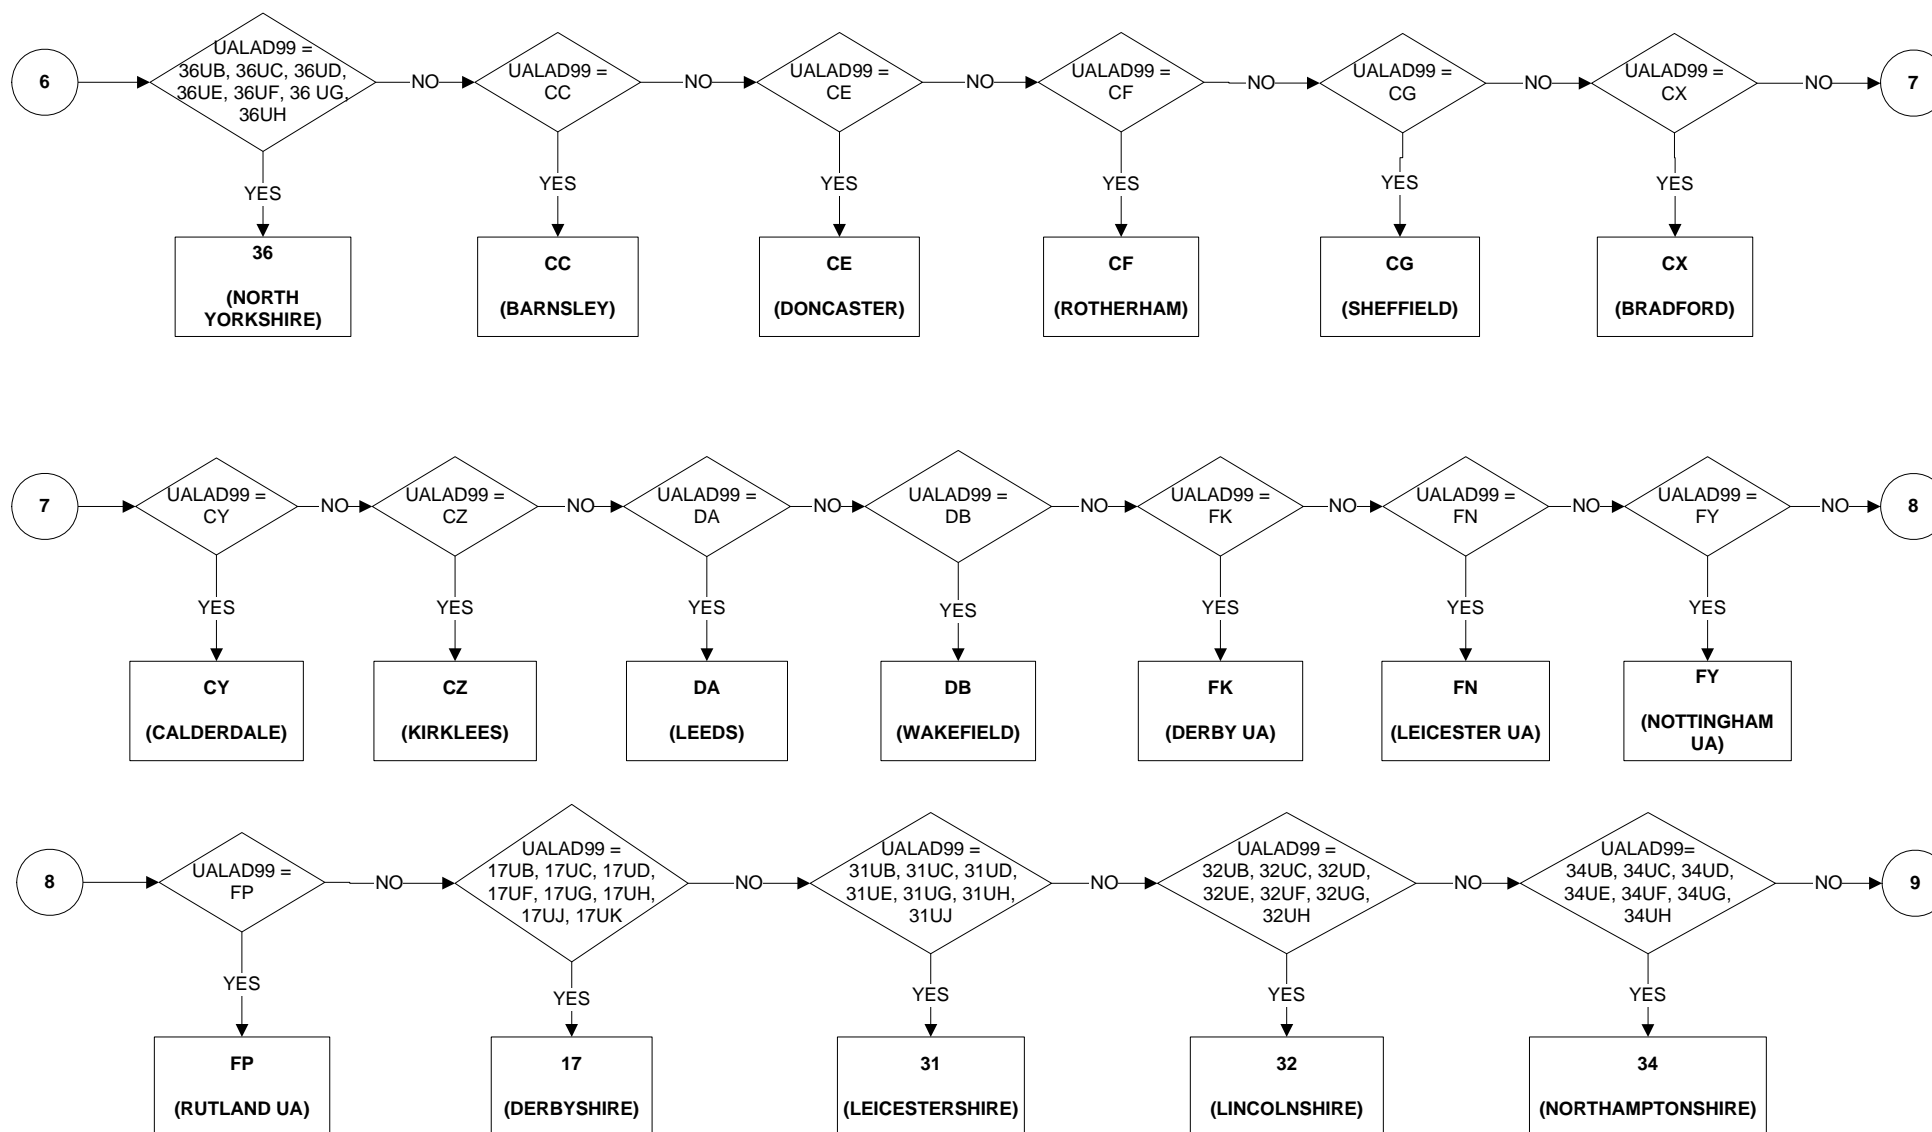 6
UALAD99 =
36UB, 36UC, 36UD,
36UE, 36UF, 36 UG,
36UH
NO
UALAD99 =
CC
NO
UALAD99 =
CE
NO
UALAD99 =
CF
NO
UALAD99 =
CG
NO
UALAD99 =
CX
NO
7
YES
YES
YES
YES
YES
YES
36
(NORTH
YORKSHIRE)
CC
(BARNSLEY)
CE
(DONCASTER)
CF
(ROTHERHAM)
CG
(SHEFFIELD)
CX
(BRADFORD)
7
UALAD99 =
CY
NO
UALAD99 =
CZ
NO
UALAD99 =
DA
NO
UALAD99 =
DB
NO
UALAD99 =
FK
NO
UALAD99 =
FN
NO
UALAD99 =
FY
NO
8
YES
YES
YES
YES
YES
YES
YES
CY
(CALDERDALE)
CZ
(KIRKLEES)
DA
(LEEDS)
DB
(WAKEFIELD)
FK
(DERBY UA)
FN
(LEICESTER UA)
FY
(NOTTINGHAM
UA)
8
UALAD99 =
FP
NO
UALAD99 =
17UB, 17UC, 17UD,
17UF, 17UG, 17UH,
17UJ, 17UK
NO
UALAD99 =
31UB, 31UC, 31UD,
31UE, 31UG, 31UH,
31UJ
NO
UALAD99 =
32UB, 32UC, 32UD,
32UE, 32UF, 32UG,
32UH
NO
UALAD99=
34UB, 34UC, 34UD,
34UE, 34UF, 34UG,
34UH
NO
9
YES
YES
YES
YES
YES
FP
(RUTLAND UA)
17
(DERBYSHIRE)
31
(LEICESTERSHIRE)
32
(LINCOLNSHIRE)
34
(NORTHAMPTONSHIRE)